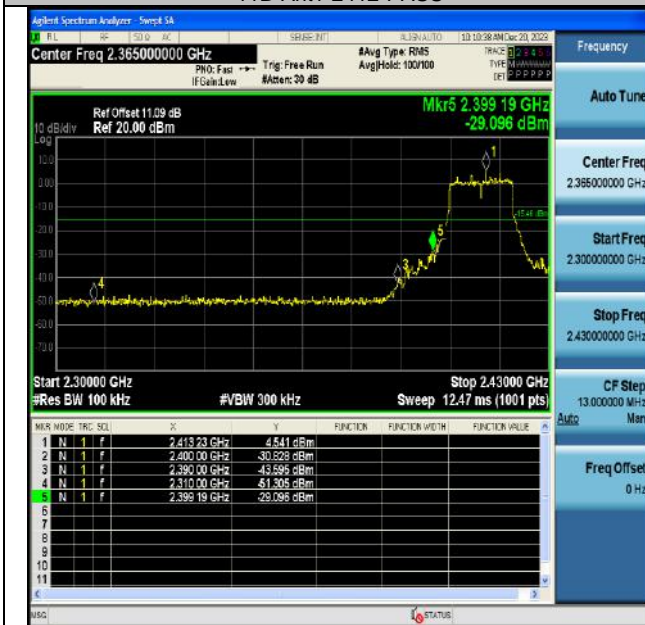 Agilent Spectrum Analyzer - Swept SA
RL RF 50 Ω AC SENSE:INT ALIGN AUTO 10:10:38 AM Dec 20, 2023
Center Freq 2.365000000 GHz
PNO: Fast Trig: Free Run
IFGain:Low #Atten: 30 dB
#Avg Type: RMS
Avg|Hold: 100/100
TRACE 1 2 3 4 5 6
TYPE M
DET P P P P P P
Frequency
Mkr5 2.399 19 GHz
-29.096 dBm
Ref Offset 11.09 dB
10 dB/div Ref 20.00 dBm
Log
10.0
0.00
-10.0
-20.0
-30.0
-40.0
-50.0
-60.0
-70.0
1
5
3
4
Start 2.30000 GHz Stop 2.43000 GHz
#Res BW 100 kHz #VBW 300 kHz Sweep 12.47 ms (1001 pts)
MKR MODE TRC SCL X Y FUNCTION FUNCTION WIDTH FUNCTION VALUE
1 N 1 f 2.413 23 GHz 4.541 dBm
2 N 1 f 2.400 00 GHz -30.828 dBm
3 N 1 f 2.390 00 GHz -43.595 dBm
4 N 1 f 2.310 00 GHz -51.305 dBm
5 N 1 f 2.399 19 GHz -29.096 dBm
6
7
8
9
10
11
MSG STATUS
Auto Tune
Center Freq
2.365000000 GHz
Start Freq
2.300000000 GHz
Stop Freq
2.430000000 GHz
CF Step
13.000000 MHz
Auto Man
Freq Offset
0 Hz